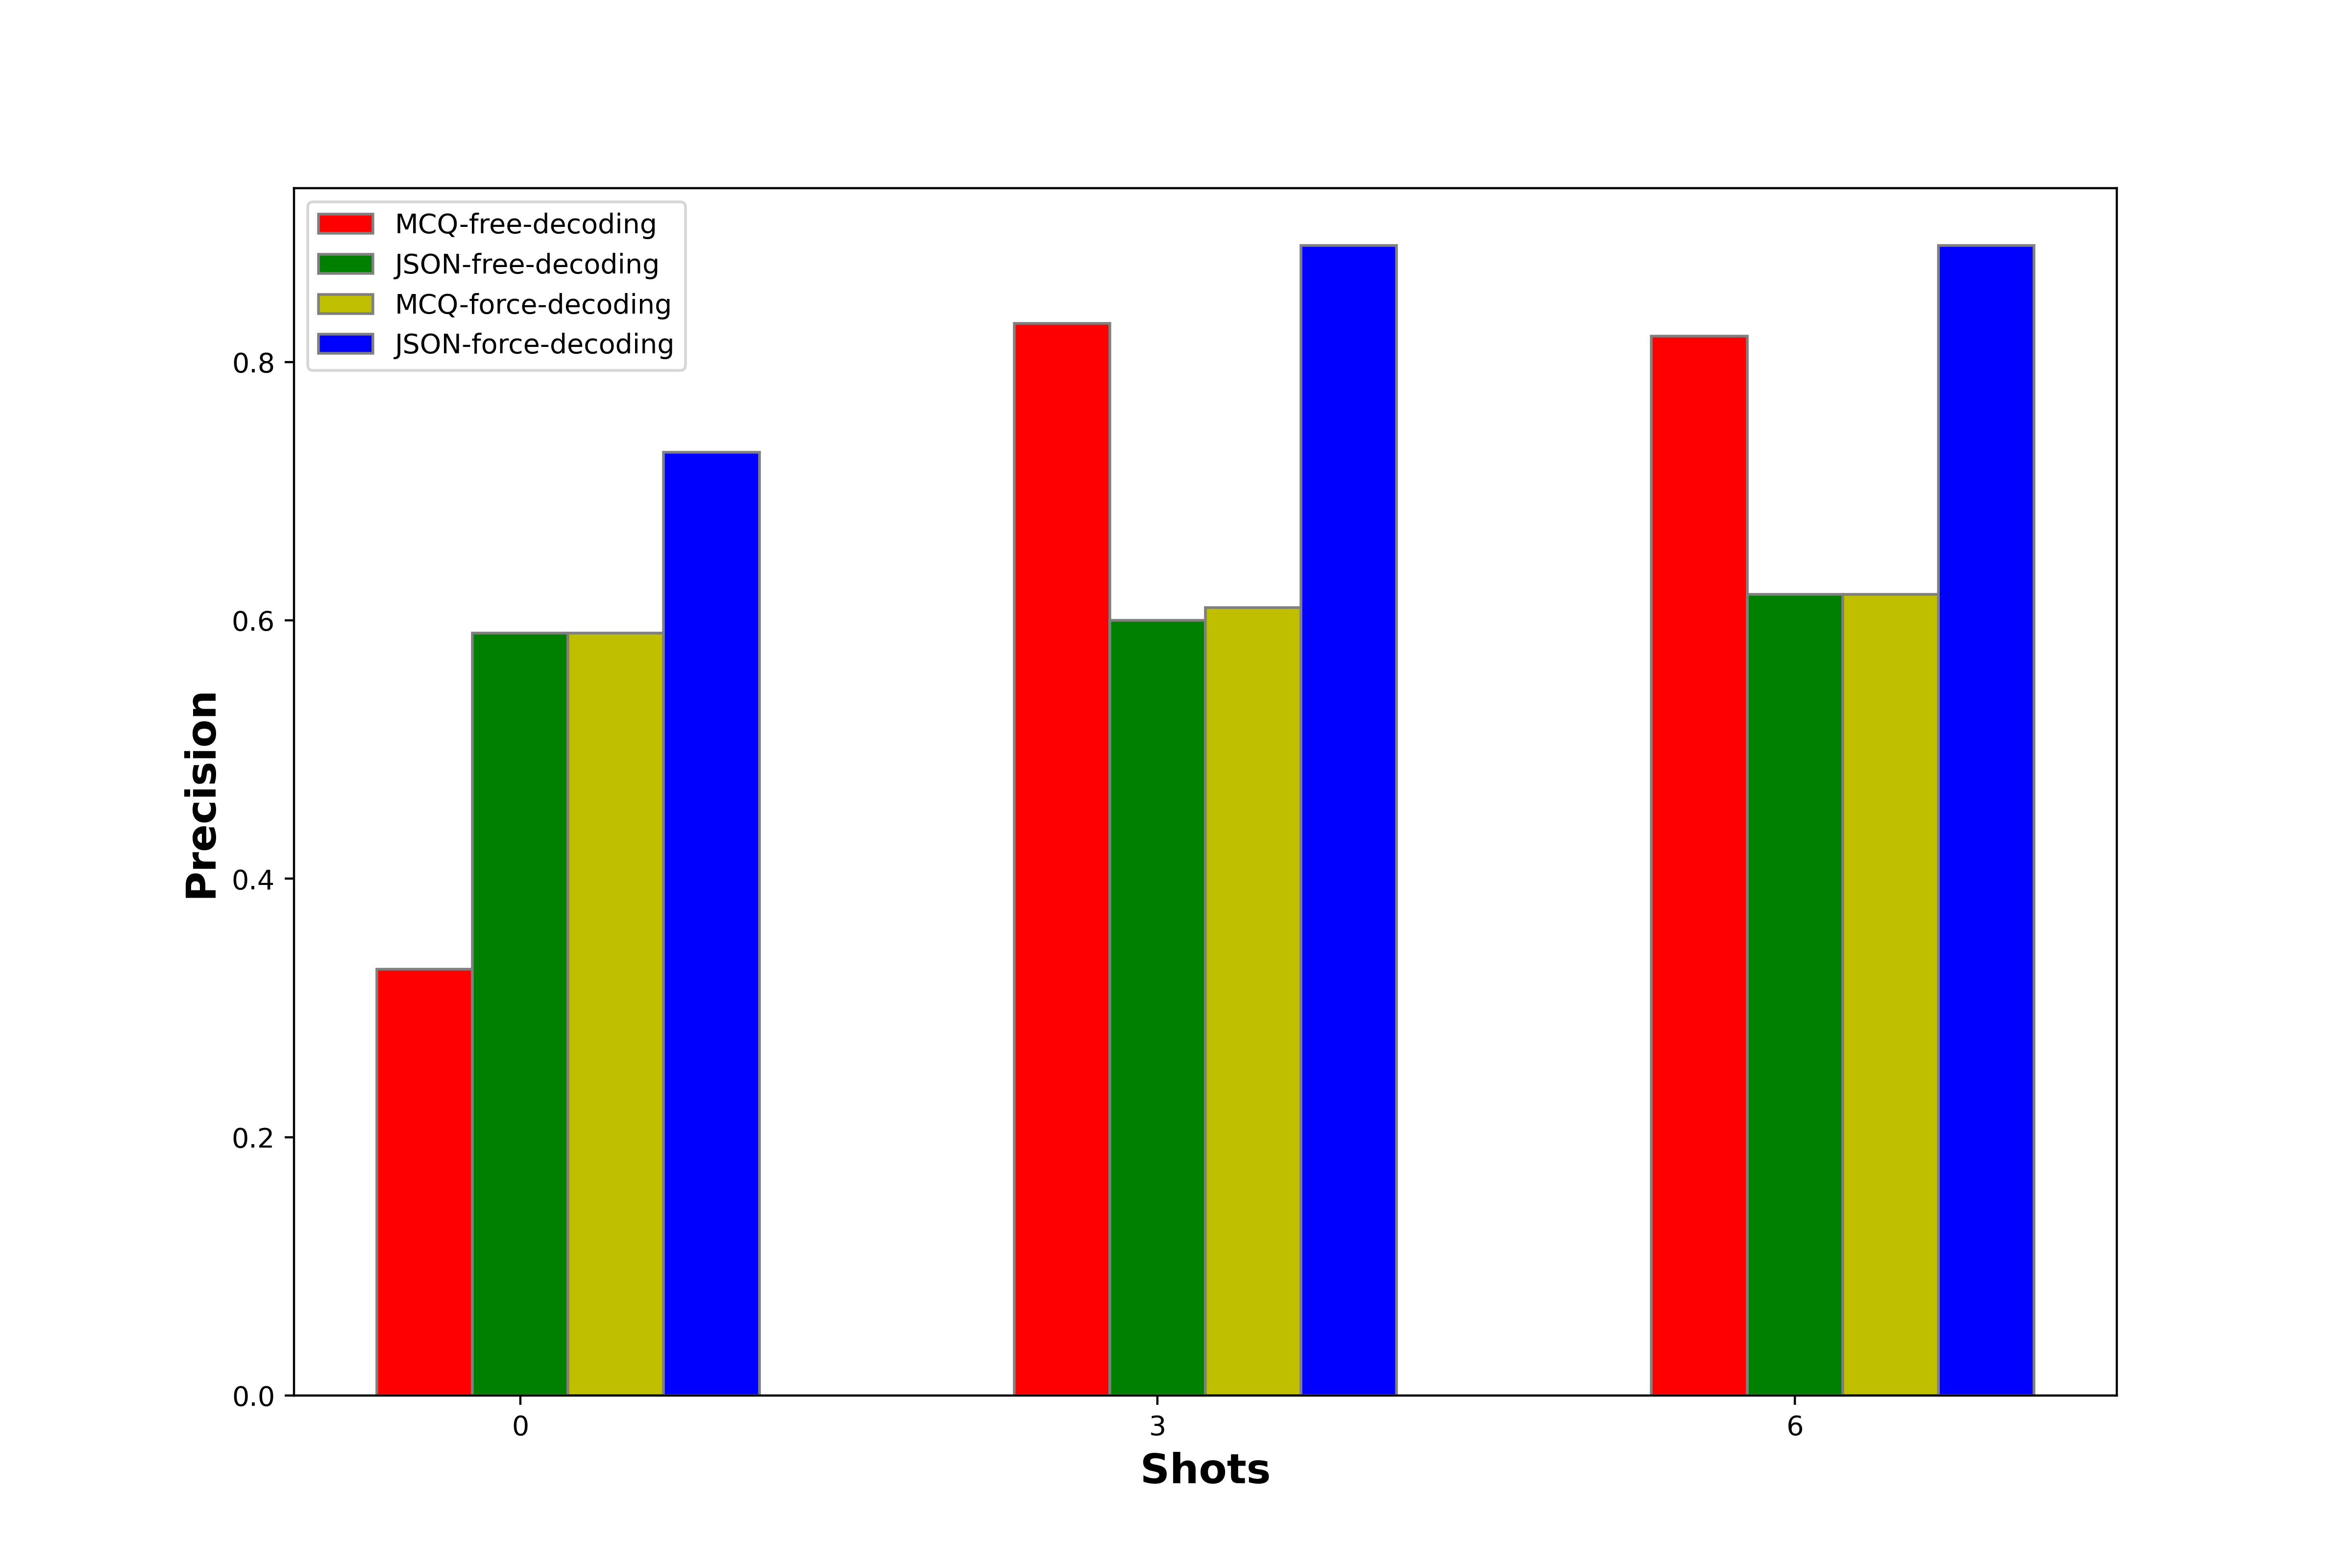 MCQ-free-decoding
JSON-free-decoding
MCQ-force-decoding
JSON-force-decoding
0.8
0.6
0.4
0.2
0.0
Precision
0 3 6
Shots